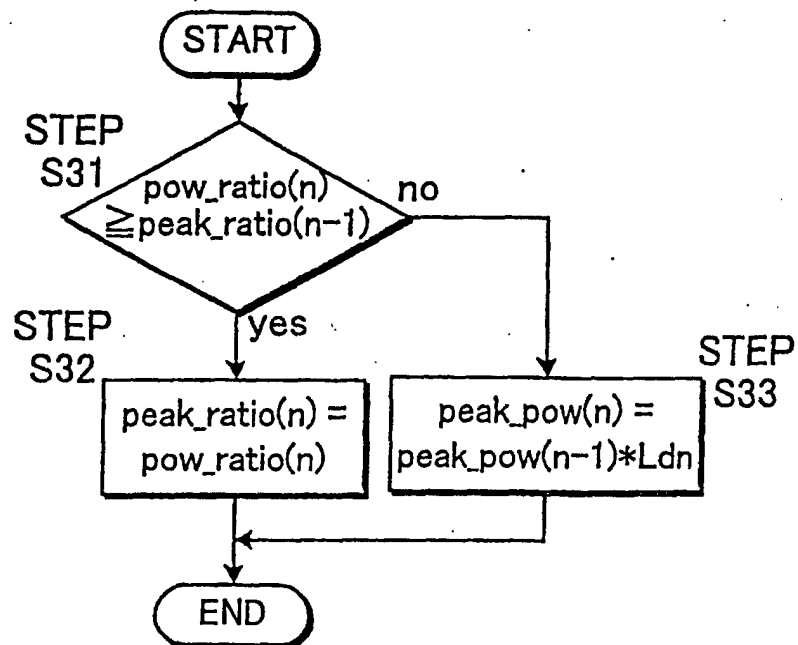 START
STEP
S31
pow_ratio(n)
≧peak_ratio(n-1)
no
yes
STEP
S32
peak_ratio(n) =
pow_ratio(n)
STEP
S33
peak_pow(n) =
peak_pow(n-1)*Ldn
END